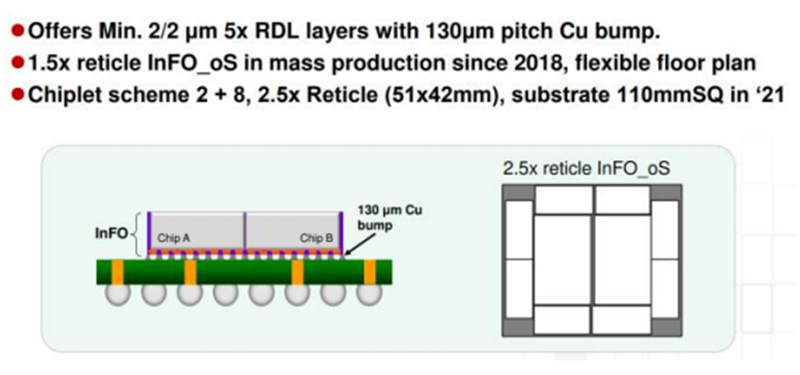 ●Offers Min. 2/2 µm 5x RDL layers with 130µm pitch Cu bump.
●1.5x reticle InFO_oS in mass production since 2018, flexible floor plan
●Chiplet scheme 2 + 8, 2.5x Reticle (51x42mm), substrate 110mmSQ in ‘21
2.5x reticle InFO_oS
130 µm Cu
bump
InFO
Chip A
Chip B